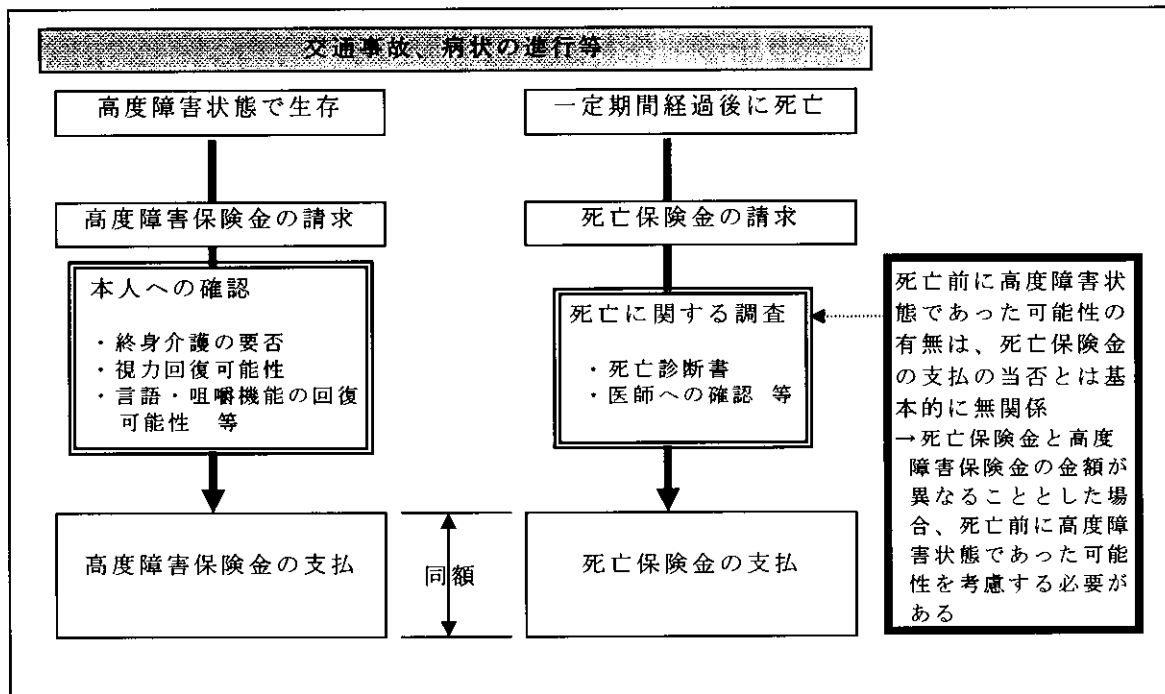 交通事故、病状の進行等
高度障害状態で生存
高度障害保険金の請求
本人への確認
・終身介護の要否
・視力回復可能性
・言語・咀嚼機能の回復
可能性 等
高度障害保険金の支払
同額
一定期間経過後に死亡
死亡保険金の請求
死亡に関する調査
・死亡診断書
・医師への確認 等
死亡保険金の支払
死亡前に高度障害状
態であった可能性の
有無は、死亡保険金
の支払の当否とは基
本的に無関係
→死亡保険金と高度
障害保険金の金額が
異なることとした場
合、死亡前に高度障
害状態であった可能
性を考慮する必要が
ある